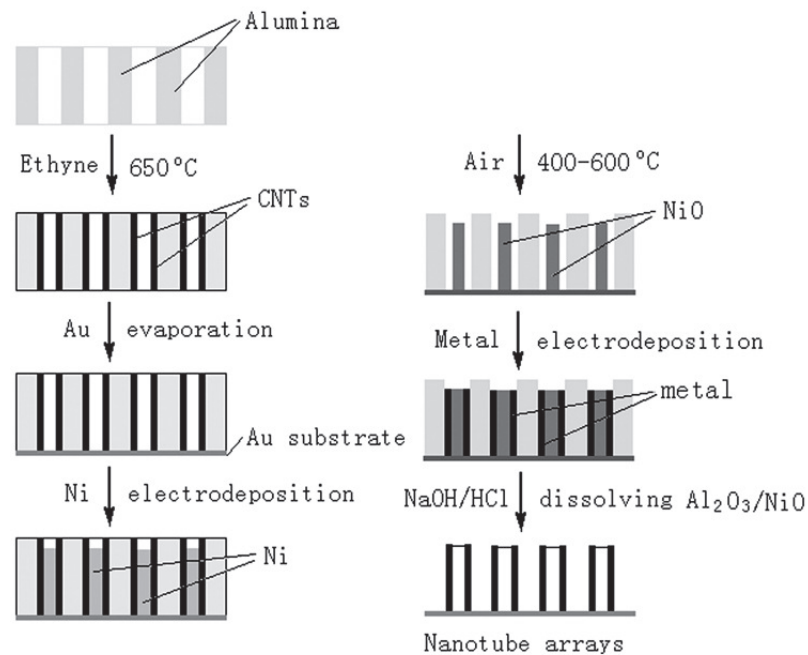 Alumina
Ethyne 650°C
CNTs
Au evaporation
Au substrate
Ni electrodeposition
Ni
Air 400-600°C
NiO
Metal electrodeposition
metal
NaOH/HCl dissolving Al₂O₃/NiO
Nanotube arrays